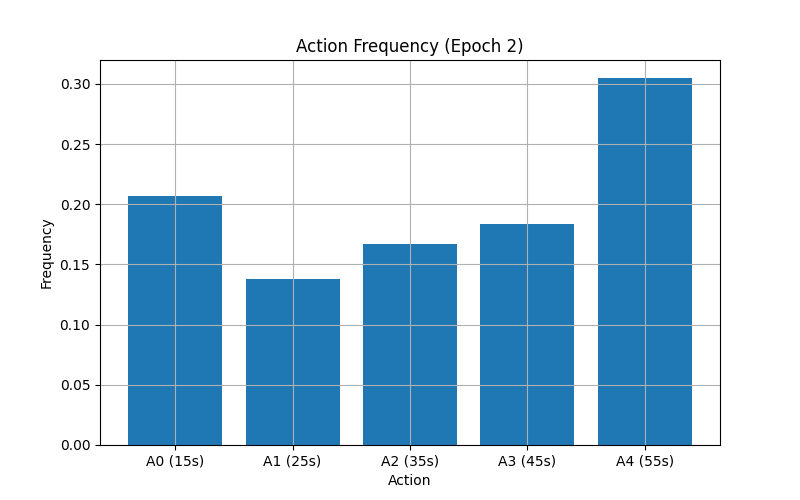 Action Frequency (Epoch 2)
0.30
0.25
0.20
0.15
0.10
0.05
0.00
Frequency
A0 (15s) A1 (25s) A2 (35s) A3 (45s) A4 (55s)
Action